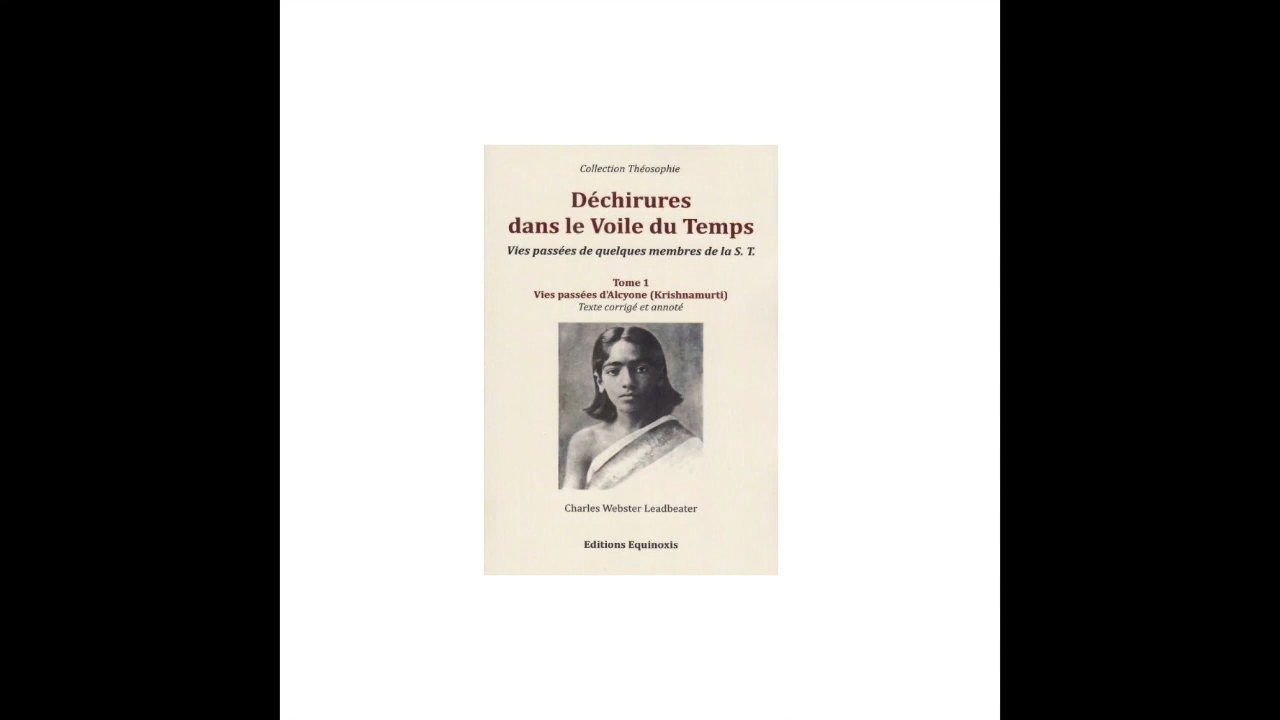 Collection Théosophie
Déchirures
dans le Voile du Temps
Vies passées de quelques membres de la S. T.
Tome 1
Vies passées d'Alcyone (Krishnamurti)
Texte corrigé et annoté
Charles Webster Leadbeater
Editions Equinoxis